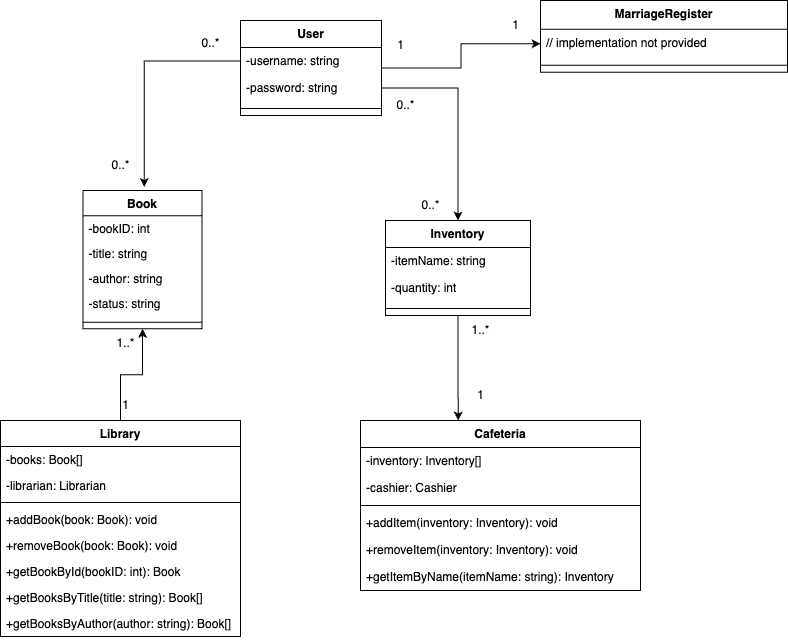 MarriageRegister
// implementation not provided
User
-username: string
-password: string
0..*
1
1
0..*
0..*
0..*
Book
-bookID: int
-title: string
-author: string
-status: string
Inventory
-itemName: string
-quantity: int
1..*
1
1..*
1
Library
-books: Book[]
-librarian: Librarian
+addBook(book: Book): void
+removeBook(book: Book): void
+getBookById(bookID: int): Book
+getBooksByTitle(title: string): Book[]
+getBooksByAuthor(author: string): Book[]
Cafeteria
-inventory: Inventory[]
-cashier: Cashier
+addItem(inventory: Inventory): void
+removeItem(inventory: Inventory): void
+getItemByName(itemName: string): Inventory